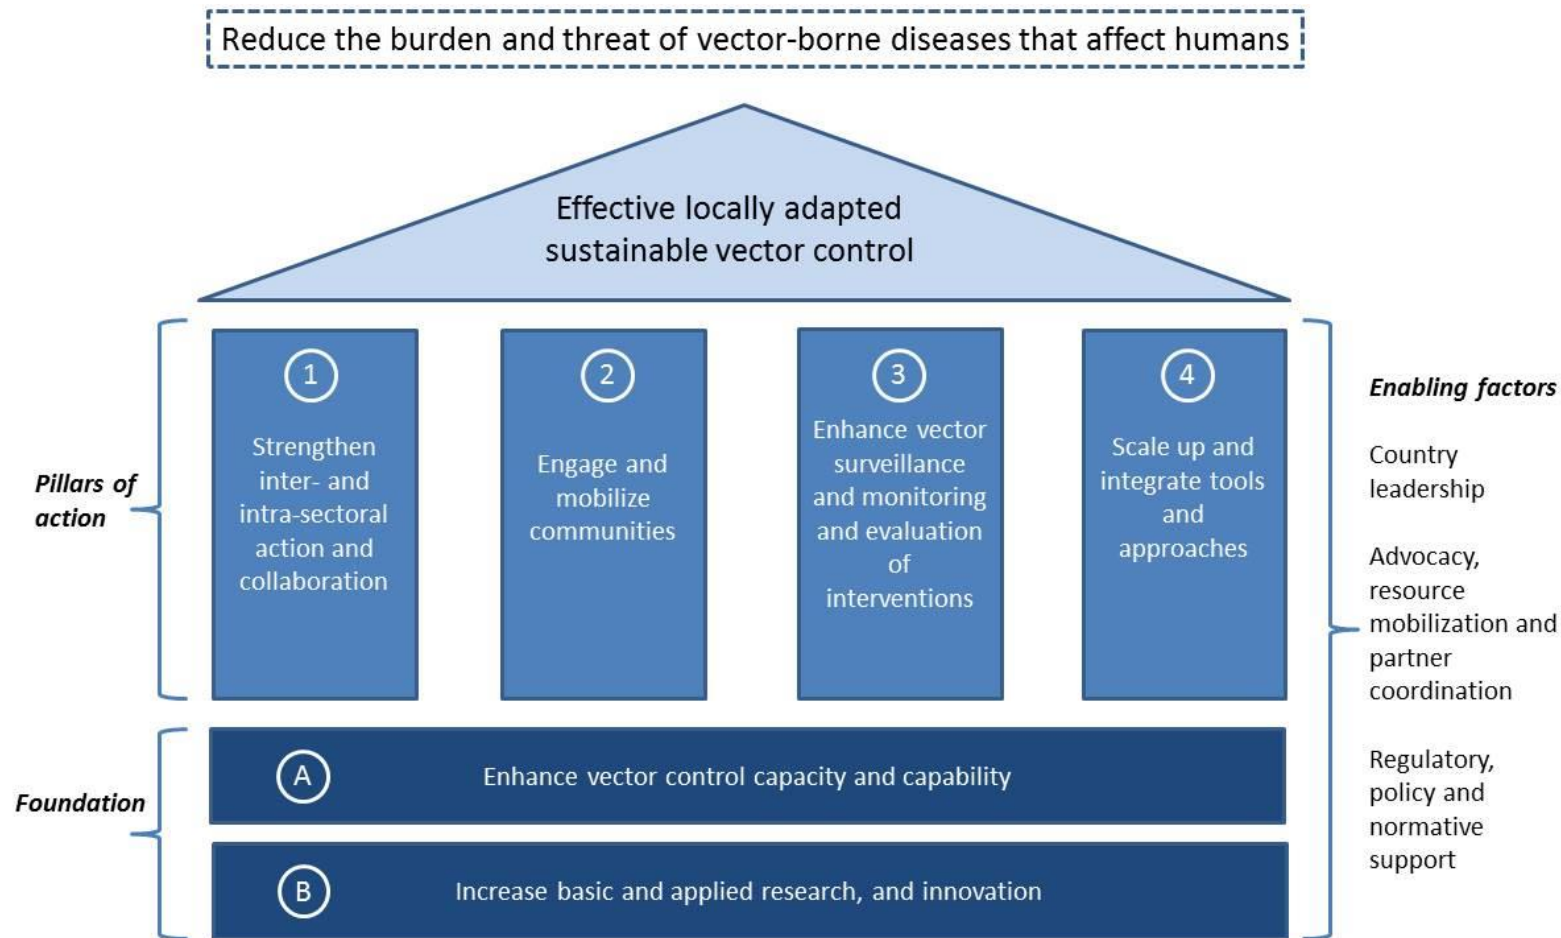 Reduce the burden and threat of vector-borne diseases that affect humans
Effective locally adapted
sustainable vector control
Pillars of
action
1
Strengthen
inter- and
intra-sectoral
action and
collaboration
2
Engage and
mobilize
communities
3
Enhance vector
surveillance
and monitoring
and evaluation
of
interventions
4
Scale up and
integrate tools
and
approaches
Foundation
A
Enhance vector control capacity and capability
B
Increase basic and applied research, and innovation
Enabling factors
Country
leadership
Advocacy,
resource
mobilization and
partner
coordination
Regulatory,
policy and
normative
support